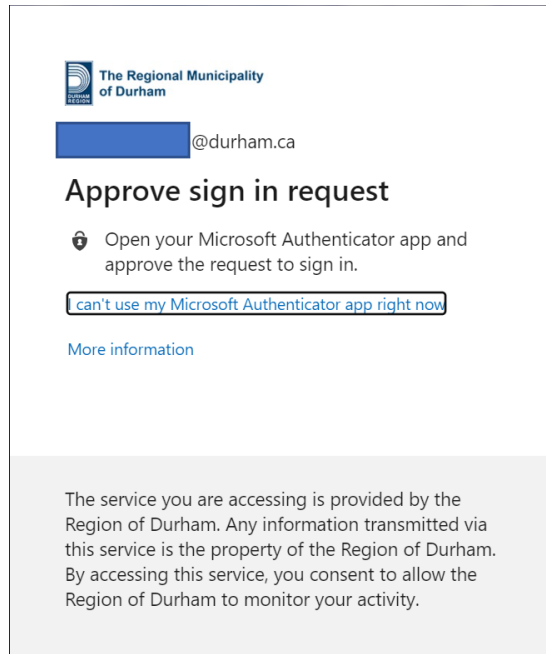 The Regional Municipality
of Durham
DURHAM
REGION
@durham.ca
Approve sign in request
Open your Microsoft Authenticator app and
approve the request to sign in.
I can't use my Microsoft Authenticator app right now
More information
The service you are accessing is provided by the
Region of Durham. Any information transmitted via
this service is the property of the Region of Durham.
By accessing this service, you consent to allow the
Region of Durham to monitor your activity.